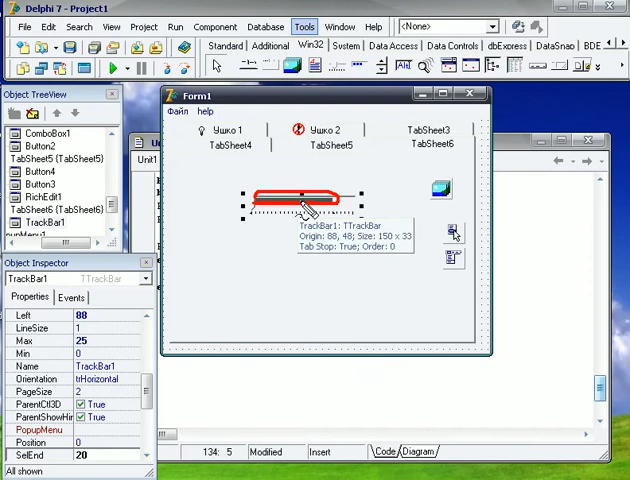 Delphi 7 - Project1
File Edit Search View Project Run Component Database Tools Window Help <None>
Standard Additional Win32 System Data Access Data Controls dbExpress DataSnap BDE
Object TreeView
ComboBox1
Button2
TabSheet5 {TabSheet5}
Button4
Button3
RichEdit1
TabSheet6 {TabSheet6}
TrackBar1
pupMenu1
Object Inspector
TrackBar1 TTrackBar
Properties Events
Left 88
LineSize 1
Max 25
Min 0
Name TrackBar1
Orientation trHorizontal
PageSize 2
ParentCtl3D True
ParentShowHin True
PopupMenu
Position 0
SelEnd 20
All shown
Unit1
Form1
Файл help
Ушко 1 Ушко 2 TabSheet3
TabSheet4 TabSheet5 TabSheet6
TrackBar1: TTrackBar
Origin: 88, 48; Size: 150 x 33
Tab Stop: True; Order: 0
134: 5 Modified Insert Code Diagram